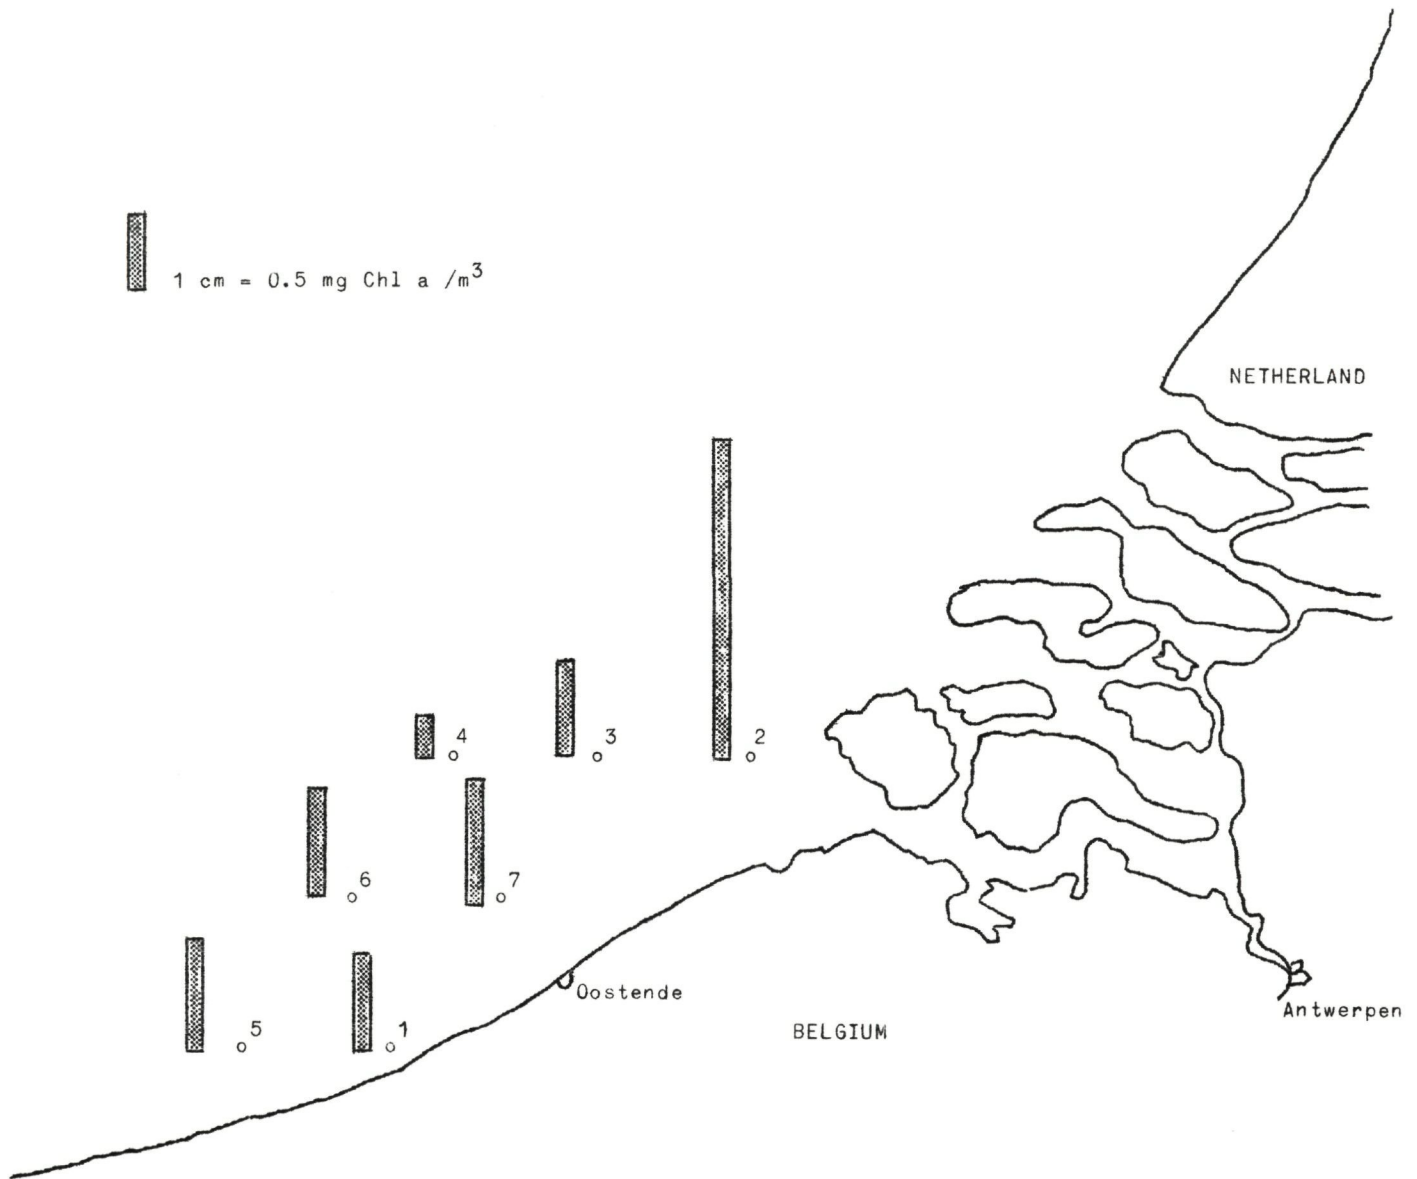 1 cm = 0.5 mg Chl a /m³
NETHERLAND
4
3
2
6
7
Oostende
Antwerpen
5
1
BELGIUM